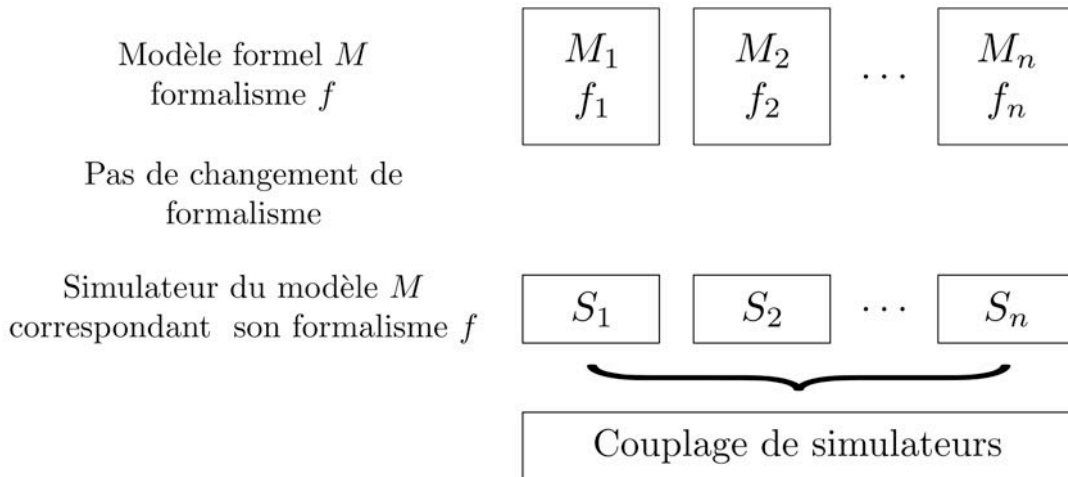 Modèle formel M
formalisme f
M₁
f₁
M₂
f₂
...
Mₙ
fₙ
Pas de changement de
formalisme
Simulateur du modèle M
correspondant son formalisme f
S₁
S₂
...
Sₙ
Couplage de simulateurs